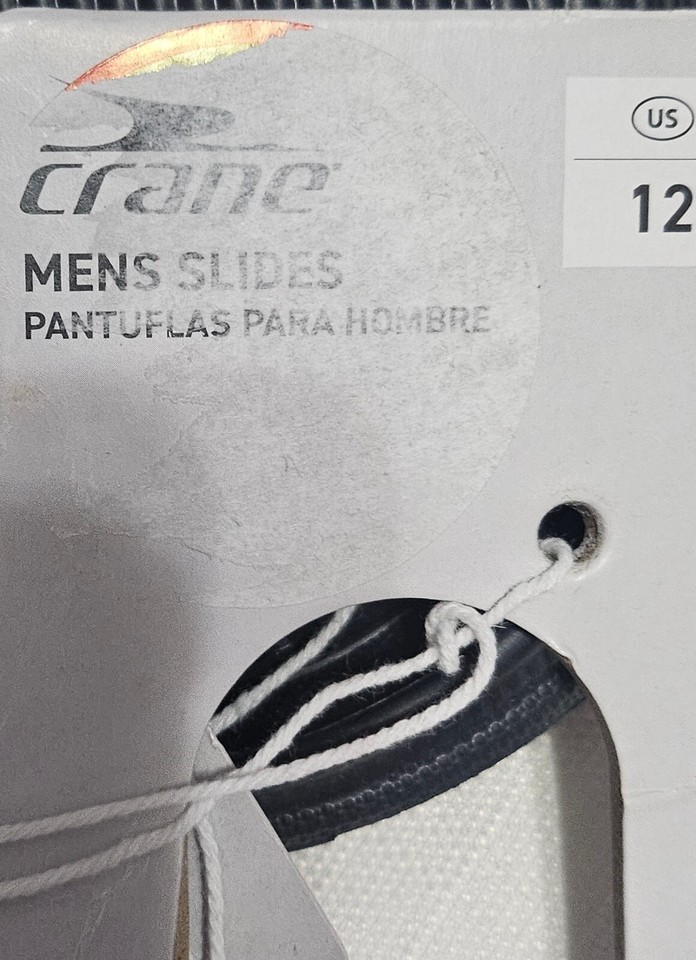 crane
MENS SLIDES
PANTUFLAS PARA HOMBRE
US
12